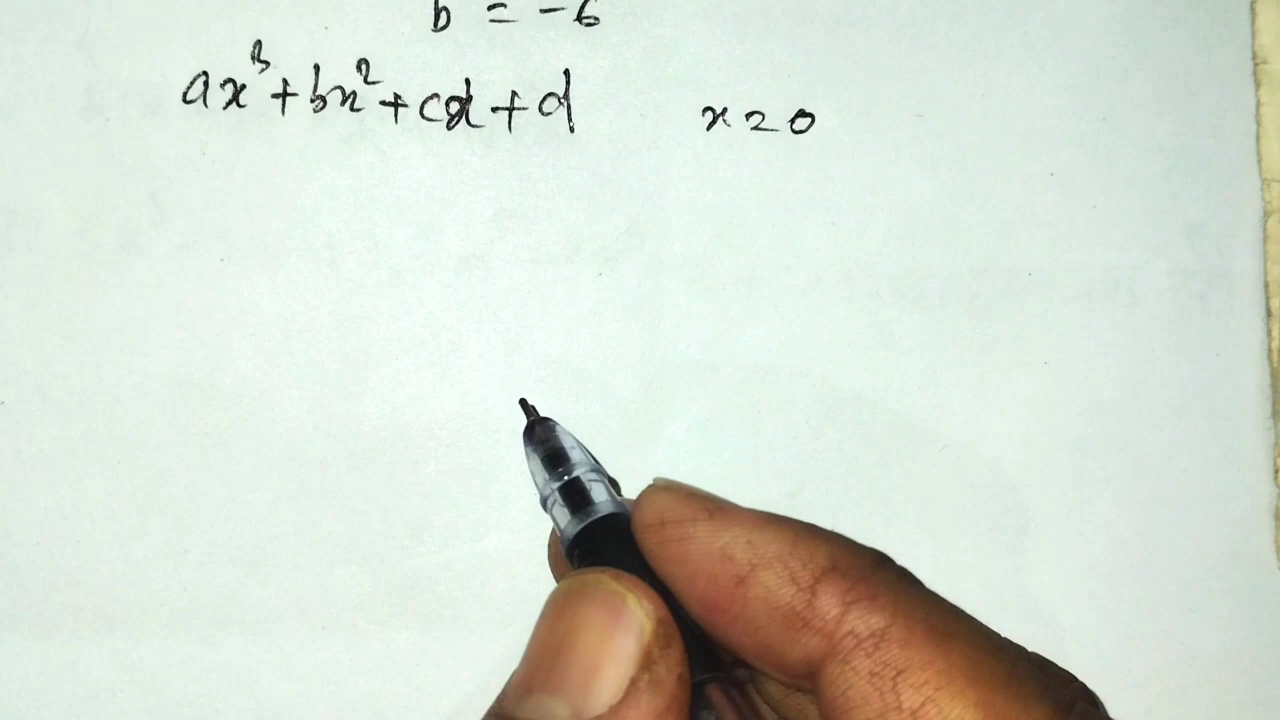 b = -6
ax³+bx²+cx+d x=0